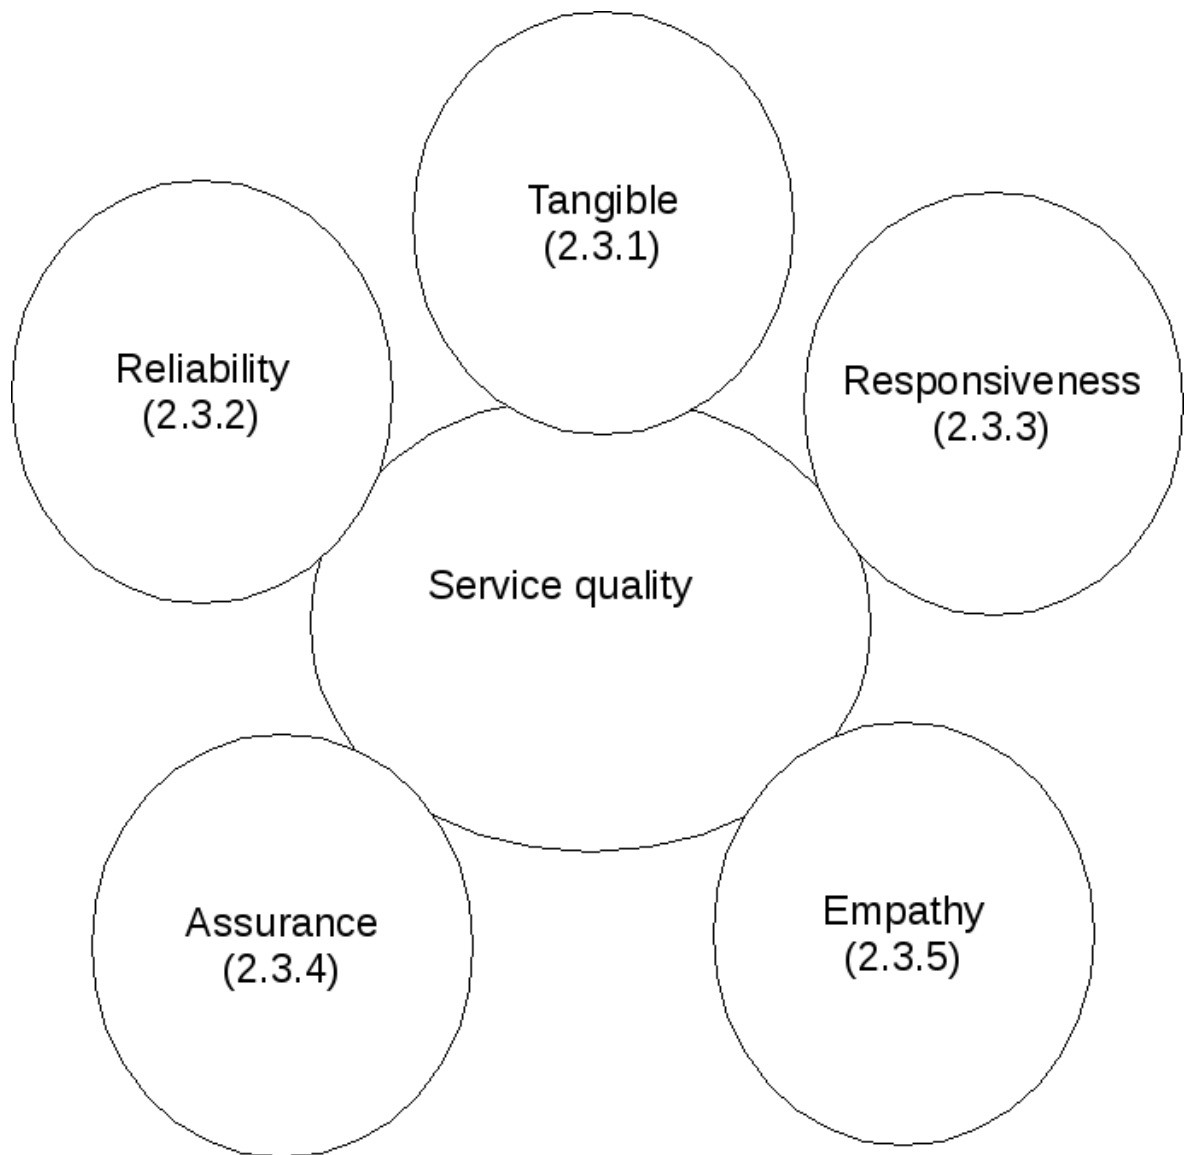 Tangible
(2.3.1)
Reliability
(2.3.2)
Responsiveness
(2.3.3)
Service quality
Assurance
(2.3.4)
Empathy
(2.3.5)